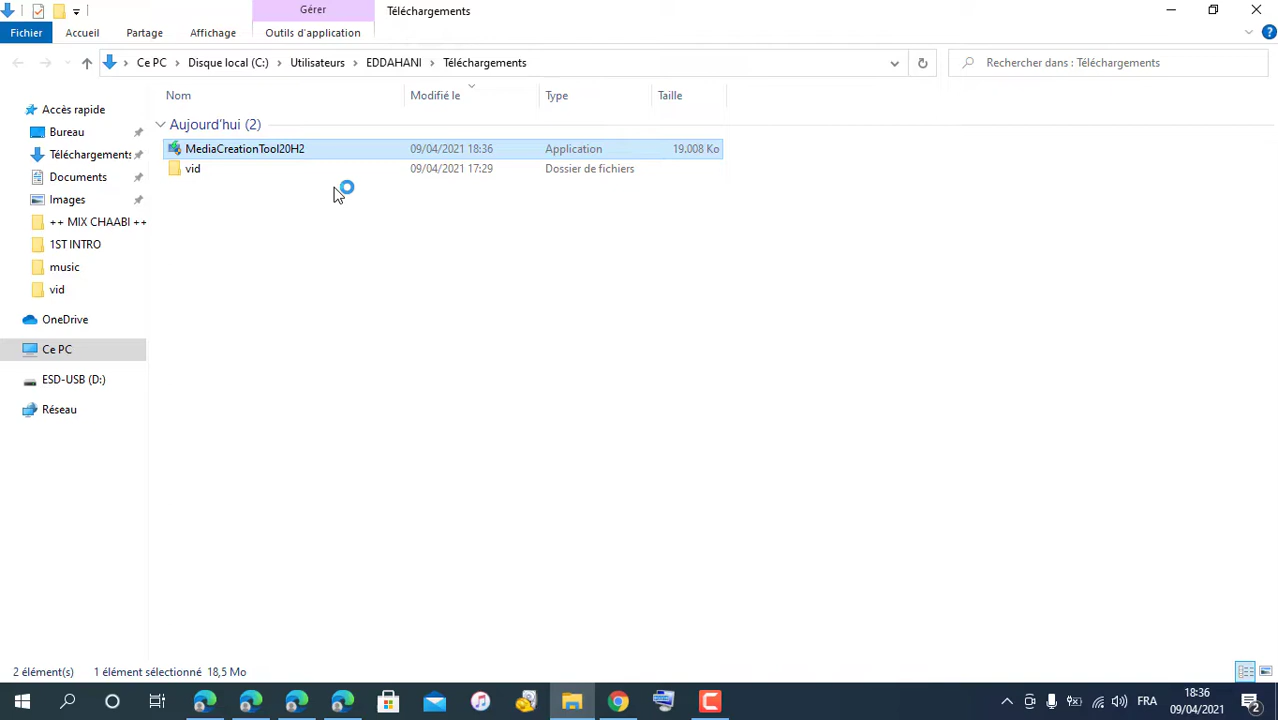 Gérer
Téléchargements
Fichier
Accueil
Partage
Affichage
Outils d'application
Ce PC
Disque local (C:)
Utilisateurs
EDDAHANI
Téléchargements
Rechercher dans : Téléchargements
Nom
Modifié le
Type
Taille
Aujourd'hui (2)
MediaCreationTool20H2
09/04/2021 18:36
Application
19.008 Ko
vid
09/04/2021 17:29
Dossier de fichiers
Accès rapide
Bureau
Téléchargements
Documents
Images
++ MIX CHAABI ++
1ST INTRO
music
vid
OneDrive
Ce PC
ESD-USB (D:)
Réseau
2 élément(s)
1 élément sélectionné 18,5 Mo
FRA
18:36
09/04/2021
2